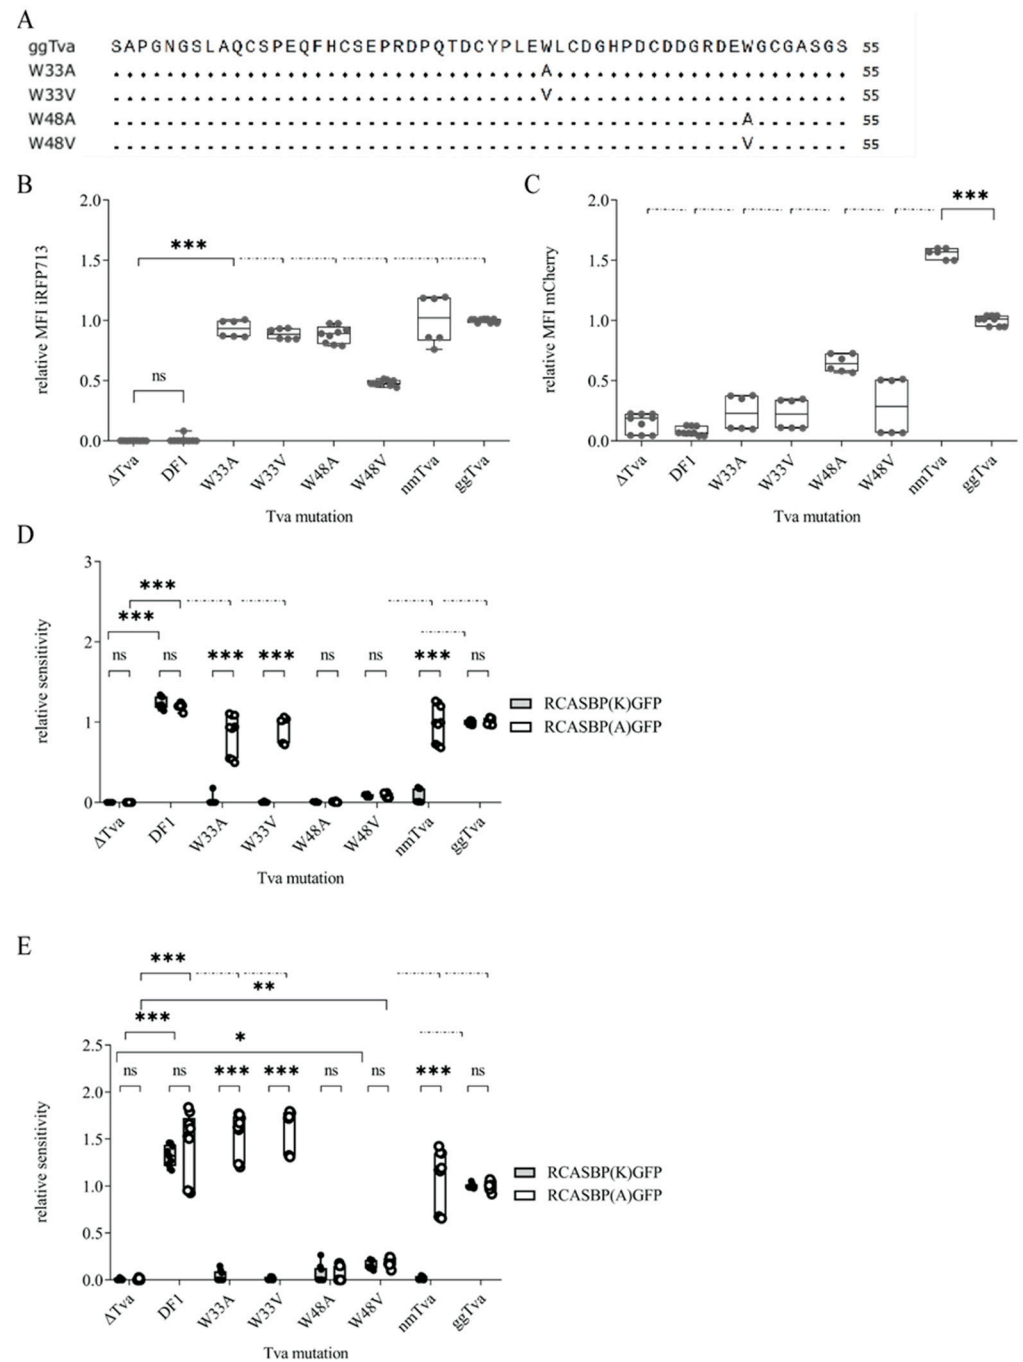 A
ggTva SAPGNGSLAQCSPEQFHCSEPRDPQTDCYPLEWLCDGHPDCDDGRDEWGCGASGS 55
W33A ................................A...................... 55
W33V ................................V...................... 55
W48A ...............................................A....... 55
W48V ...............................................V....... 55
B
relative MFI iRFP713
2.0
1.5
1.0
0.5
0.0
***
ns
ΔTva DF1 W33A W33V W48A W48V nmTva ggTva
Tva mutation
C
relative MFI mCherry
2.0
1.5
1.0
0.5
0.0
***
ΔTva DF1 W33A W33V W48A W48V nmTva ggTva
Tva mutation
D
relative sensitivity
3
2
1
0
***
***
ns ns *** *** ns ns *** ns
RCASBP(K)GFP
RCASBP(A)GFP
ΔTva DF1 W33A W33V W48A W48V nmTva ggTva
Tva mutation
E
relative sensitivity
2.5
2.0
1.5
1.0
0.5
0.0
***
**
***
*
ns ns *** *** ns ns *** ns
RCASBP(K)GFP
RCASBP(A)GFP
ΔTva DF1 W33A W33V W48A W48V nmTva ggTva
Tva mutation